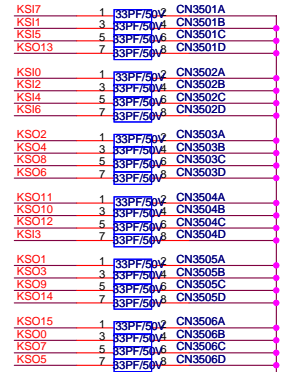 KSI7 1 33PF/50V 2 CN3501A
KSI1 3 33PF/50V 4 CN3501B
KSI5 5 33PF/50V 6 CN3501C
KSO13 7 33PF/50V 8 CN3501D
KSI0 1 33PF/50V 2 CN3502A
KSI2 3 33PF/50V 4 CN3502B
KSI4 5 33PF/50V 6 CN3502C
KSI6 7 33PF/50V 8 CN3502D
KSO2 1 33PF/50V 2 CN3503A
KSO4 3 33PF/50V 4 CN3503B
KSO8 5 33PF/50V 6 CN3503C
KSO6 7 33PF/50V 8 CN3503D
KSO11 1 33PF/50V 2 CN3504A
KSO10 3 33PF/50V 4 CN3504B
KSO12 5 33PF/50V 6 CN3504C
KSI3 7 33PF/50V 8 CN3504D
KSO1 1 33PF/50V 2 CN3505A
KSO3 3 33PF/50V 4 CN3505B
KSO9 5 33PF/50V 6 CN3505C
KSO14 7 33PF/50V 8 CN3505D
KSO15 1 33PF/50V 2 CN3506A
KSO0 3 33PF/50V 4 CN3506B
KSO7 5 33PF/50V 6 CN3506C
KSO5 7 33PF/50V 8 CN3506D